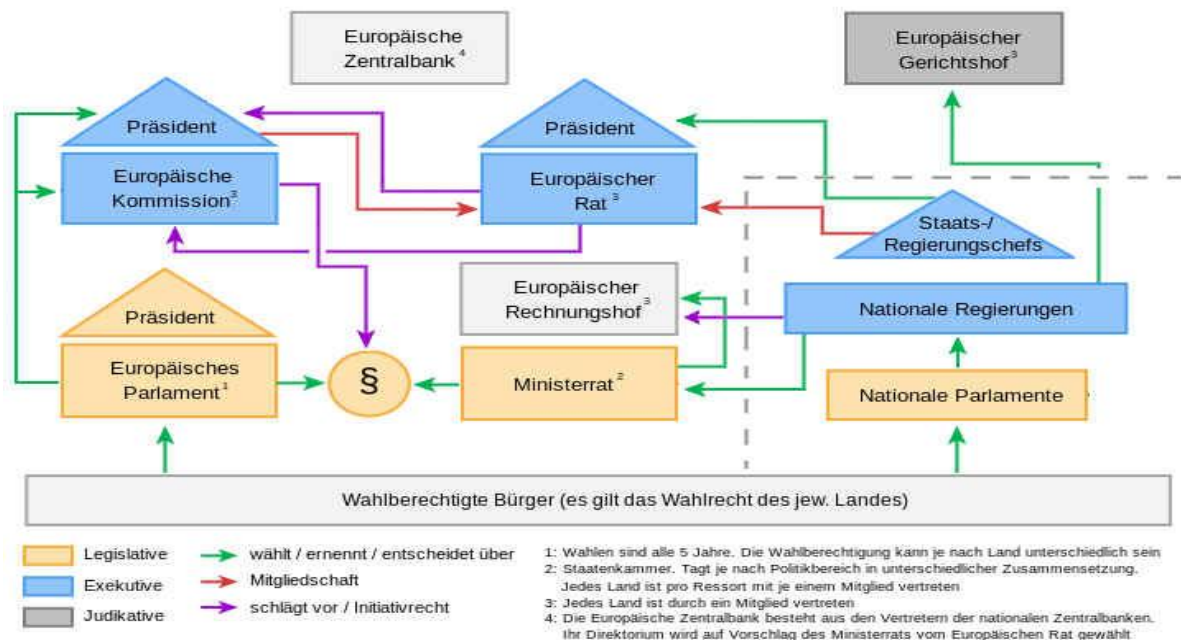 Europäische
Zentralbank 4
Europäischer
Gerichtshof 3
Präsident
Europäische
Kommission 3
Präsident
Europäischer
Rat 3
Staats-/
Regierungschefs
Präsident
Europäisches
Parlament 1
§
Europäischer
Rechnungshof 3
Ministerrat 2
Nationale Regierungen
Nationale Parlamente
Wahlberechtigte Bürger (es gilt das Wahlrecht des jew. Landes)
Legislative
Exekutive
Judikative
wählt / ernennt / entscheidet über
Mitgliedschaft
schlägt vor / Initiativrecht
1: Wahlen sind alle 5 Jahre. Die Wahlberechtigung kann je nach Land unterschiedlich sein
2: Staatenkammer. Tagt je nach Politikbereich in unterschiedlicher Zusammensetzung.
Jedes Land ist pro Ressort mit je einem Mitglied vertreten
3: Jedes Land ist durch ein Mitglied vertreten
4: Die Europäische Zentralbank besteht aus den Vertretern der nationalen Zentralbanken.
Ihr Direktorium wird auf Vorschlag des Ministerrats vom Europäischen Rat gewählt